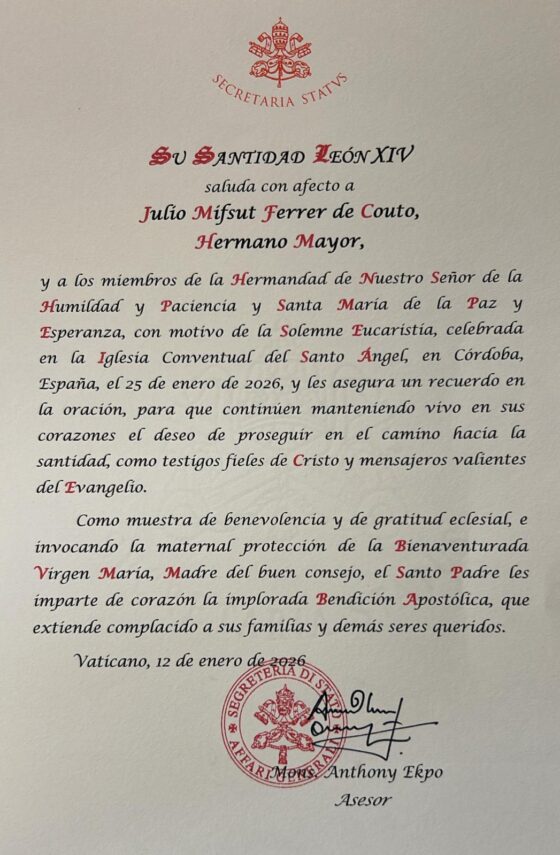 SECRETARIA STATVS
Su Santidad León XIV
saluda con afecto a
Julio Mifsut Ferrer de Couto,
Hermano Mayor,
y a los miembros de la Hermandad de Nuestro Señor de la
Humildad y Paciencia y Santa María de la Paz y
Esperanza, con motivo de la Solemne Eucaristía, celebrada
en la Iglesia Conventual del Santo Ángel, en Córdoba,
España, el 25 de enero de 2026, y les asegura un recuerdo en
la oración, para que continúen manteniendo vivo en sus
corazones el deseo de proseguir en el camino hacia la
santidad, como testigos fieles de Cristo y mensajeros valientes
del Evangelio.
Como muestra de benevolencia y de gratitud eclesial, e
invocando la maternal protección de la Bienaventurada
Virgen María, Madre del buen consejo, el Santo Padre les
imparte de corazón la implorada Bendición Apostólica, que
extiende complacido a sus familias y demás seres queridos.
Vaticano, 12 de enero de 2026
SEGRETERIA DI STATO
AFFARI GENERALI
Mons. Anthony Ekpo
Asesor